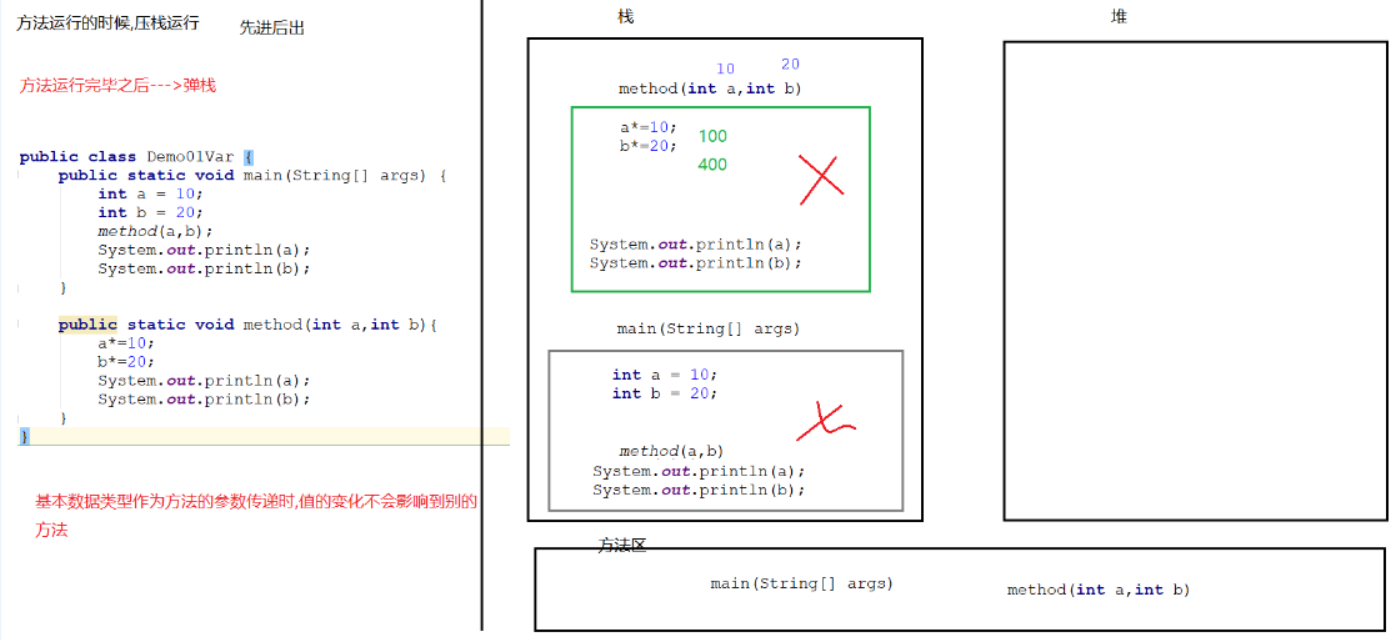 方法运行的时候,压栈运行 先进后出
方法运行完毕之后--->弹栈
public class Demo01Var {
public static void main(String[] args) {
int a = 10;
int b = 20;
method(a,b);
System.out.println(a);
System.out.println(b);
}
public static void method(int a,int b){
a*=10;
b*=20;
System.out.println(a);
System.out.println(b);
}
}
基本数据类型作为方法的参数传递时,值的变化不会影响到别的
方法
栈
10 20
method(int a,int b)
a*=10; 100
b*=20;
400
System.out.println(a);
System.out.println(b);
main(String[] args)
int a = 10;
int b = 20;
method(a,b)
System.out.println(a);
System.out.println(b);
堆
方法区
main(String[] args) method(int a,int b)